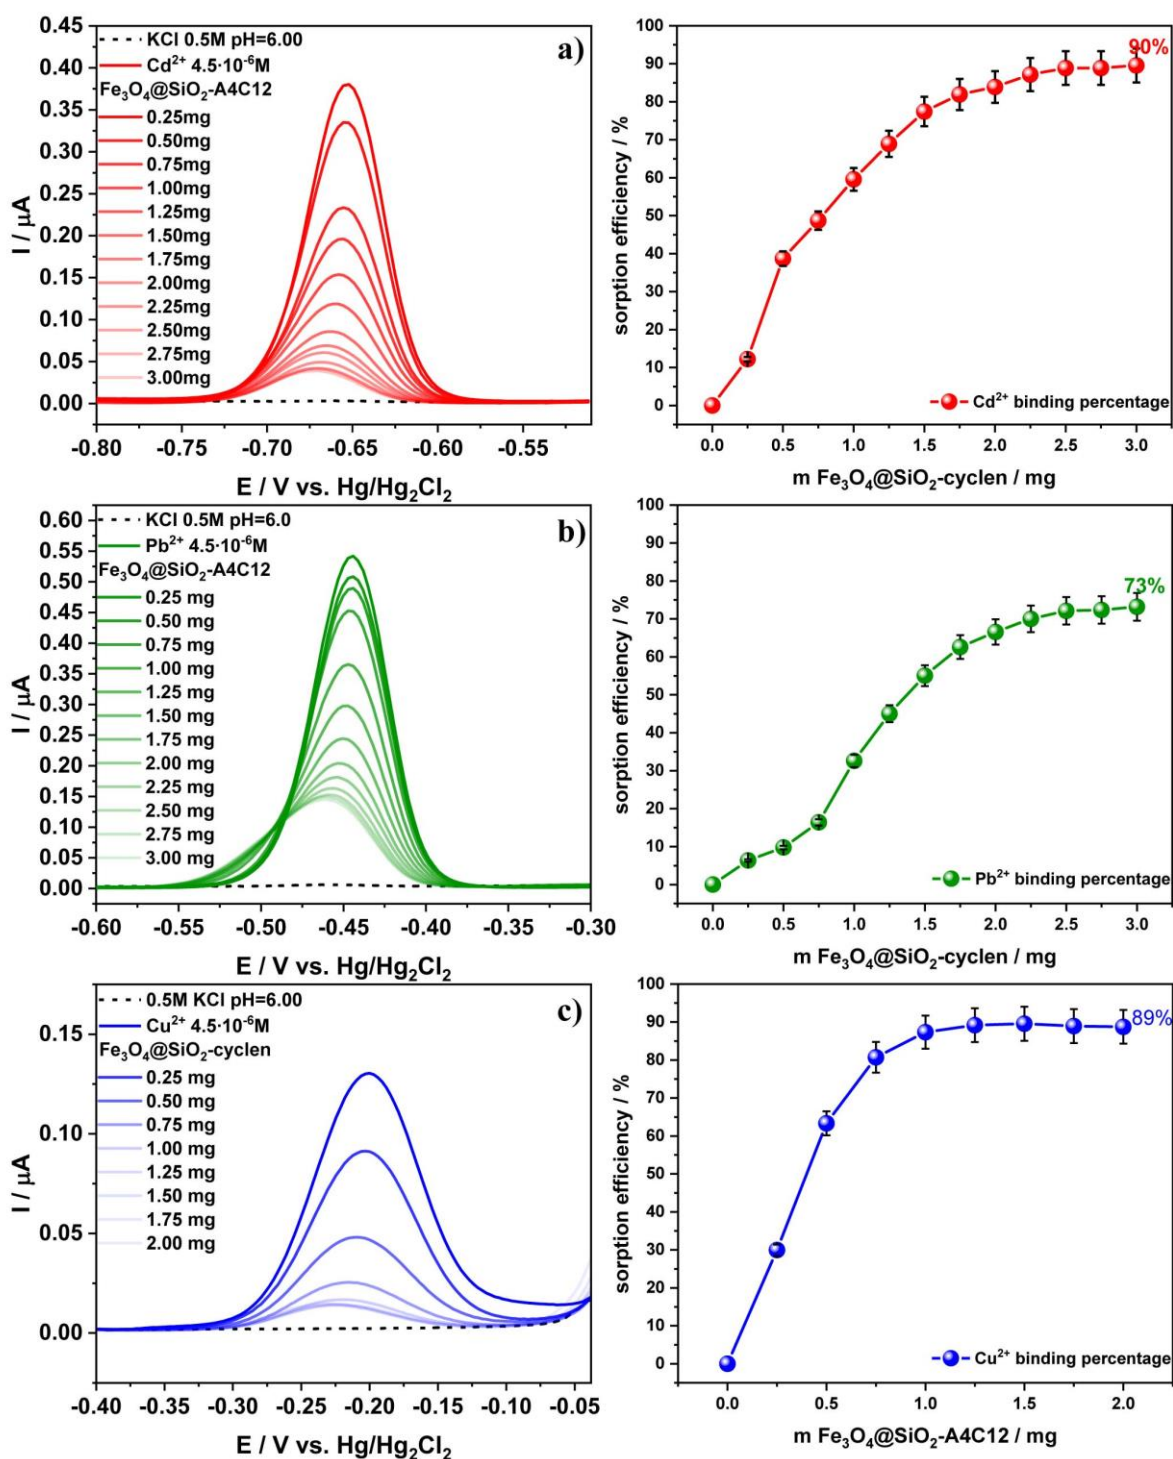 a)
KCl 0.5M pH=6.00
Cd²⁺ 4.5·10⁻⁶M
Fe₃O₄@SiO₂-A4C12
0.25mg
0.50mg
0.75mg
1.00mg
1.25mg
1.50mg
1.75mg
2.00mg
2.25mg
2.50mg
2.75mg
3.00mg
I / µA
0.45
0.40
0.35
0.30
0.25
0.20
0.15
0.10
0.05
0.00
-0.80 -0.75 -0.70 -0.65 -0.60 -0.55
E / V vs. Hg/Hg₂Cl₂
sorption efficiency / %
100
90
80
70
60
50
40
30
20
10
0
90%
Cd²⁺ binding percentage
0.0 0.5 1.0 1.5 2.0 2.5 3.0
m Fe₃O₄@SiO₂-cyclen / mg
b)
KCl 0.5M pH=6.0
Pb²⁺ 4.5·10⁻⁶M
Fe₃O₄@SiO₂-A4C12
0.25 mg
0.50 mg
0.75 mg
1.00 mg
1.25 mg
1.50 mg
1.75 mg
2.00 mg
2.25 mg
2.50 mg
2.75 mg
3.00 mg
I / µA
0.60
0.55
0.50
0.45
0.40
0.35
0.30
0.25
0.20
0.15
0.10
0.05
0.00
-0.60 -0.55 -0.50 -0.45 -0.40 -0.35 -0.30
E / V vs. Hg/Hg₂Cl₂
sorption efficiency / %
100
90
80
70
60
50
40
30
20
10
0
73%
Pb²⁺ binding percentage
0.0 0.5 1.0 1.5 2.0 2.5 3.0
m Fe₃O₄@SiO₂-cyclen / mg
c)
0.5M KCl pH=6.00
Cu²⁺ 4.5·10⁻⁶M
Fe₃O₄@SiO₂-cyclen
0.25 mg
0.50 mg
0.75 mg
1.00 mg
1.25 mg
1.50 mg
1.75 mg
2.00 mg
I / µA
0.15
0.10
0.05
0.00
-0.40 -0.35 -0.30 -0.25 -0.20 -0.15 -0.10 -0.05
E / V vs. Hg/Hg₂Cl₂
sorption efficiency / %
100
90
80
70
60
50
40
30
20
10
0
89%
Cu²⁺ binding percentage
0.0 0.5 1.0 1.5 2.0
m Fe₃O₄@SiO₂-A4C12 / mg